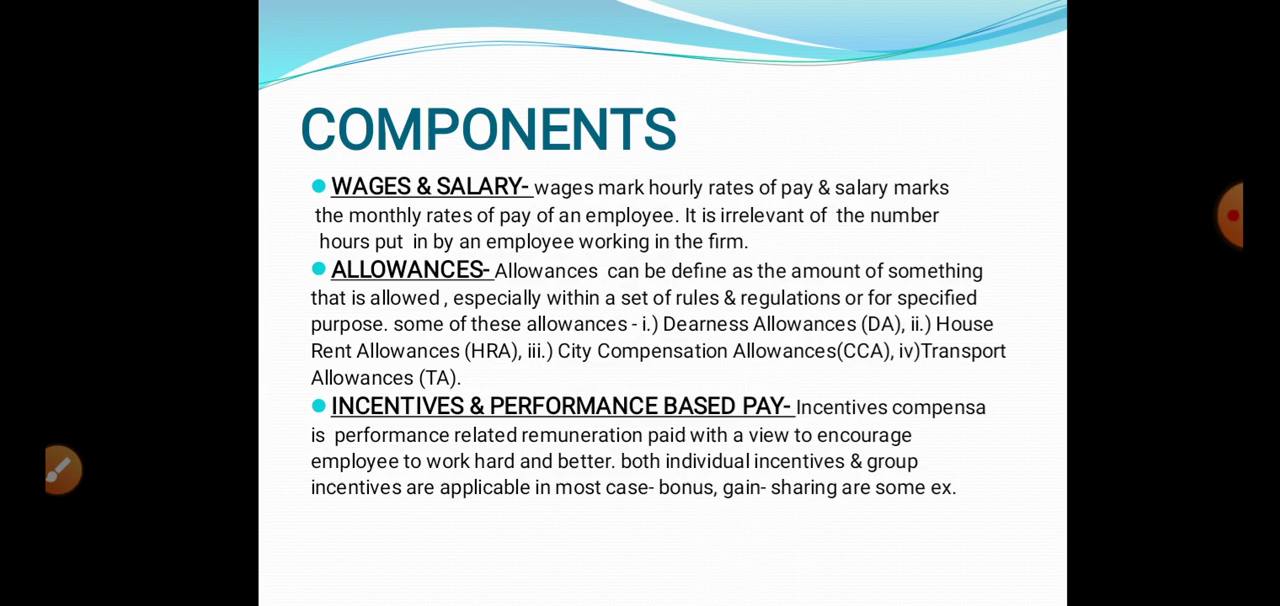 COMPONENTS
WAGES & SALARY- wages mark hourly rates of pay & salary marks
the monthly rates of pay of an employee. It is irrelevant of the number
hours put in by an employee working in the firm.
ALLOWANCES- Allowances can be define as the amount of something
that is allowed , especially within a set of rules & regulations or for specified
purpose. some of these allowances - i.) Dearness Allowances (DA), ii.) House
Rent Allowances (HRA), iii.) City Compensation Allowances(CCA), iv)Transport
Allowances (TA).
INCENTIVES & PERFORMANCE BASED PAY- Incentives compensa
is performance related remuneration paid with a view to encourage
employee to work hard and better. both individual incentives & group
incentives are applicable in most case- bonus, gain- sharing are some ex.